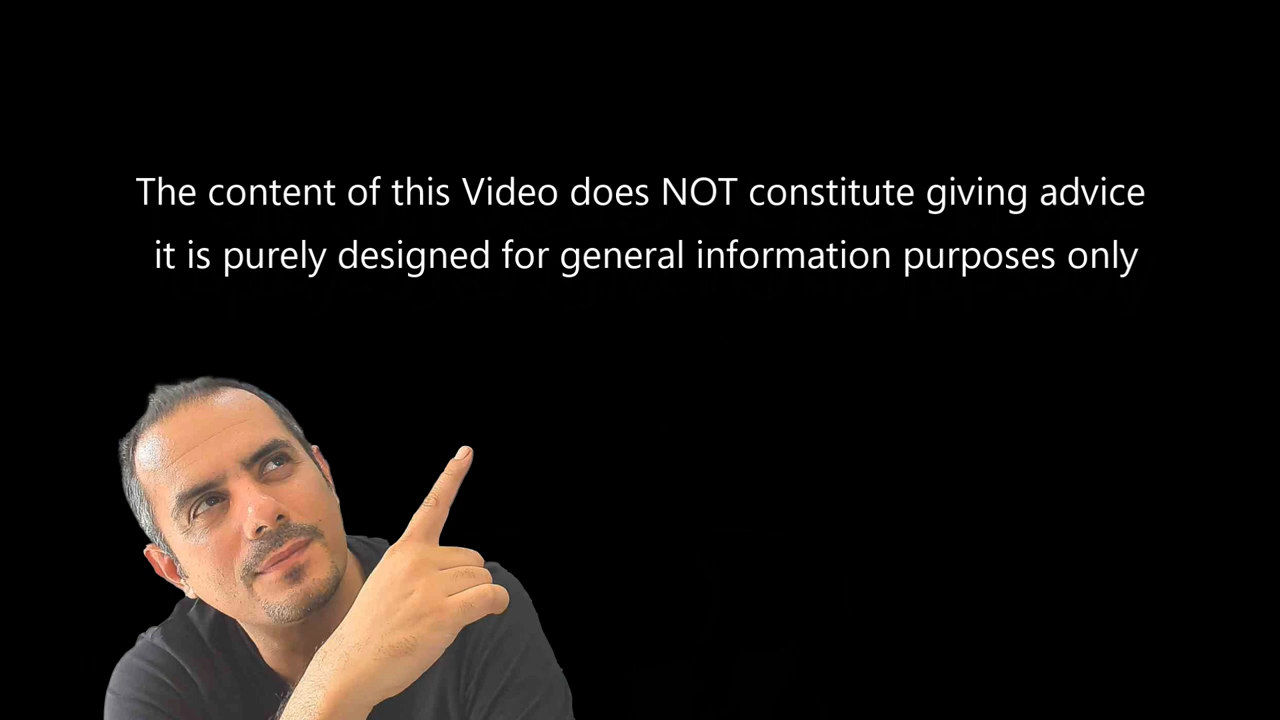 The content of this Video does NOT constitute giving advice
it is purely designed for general information purposes only